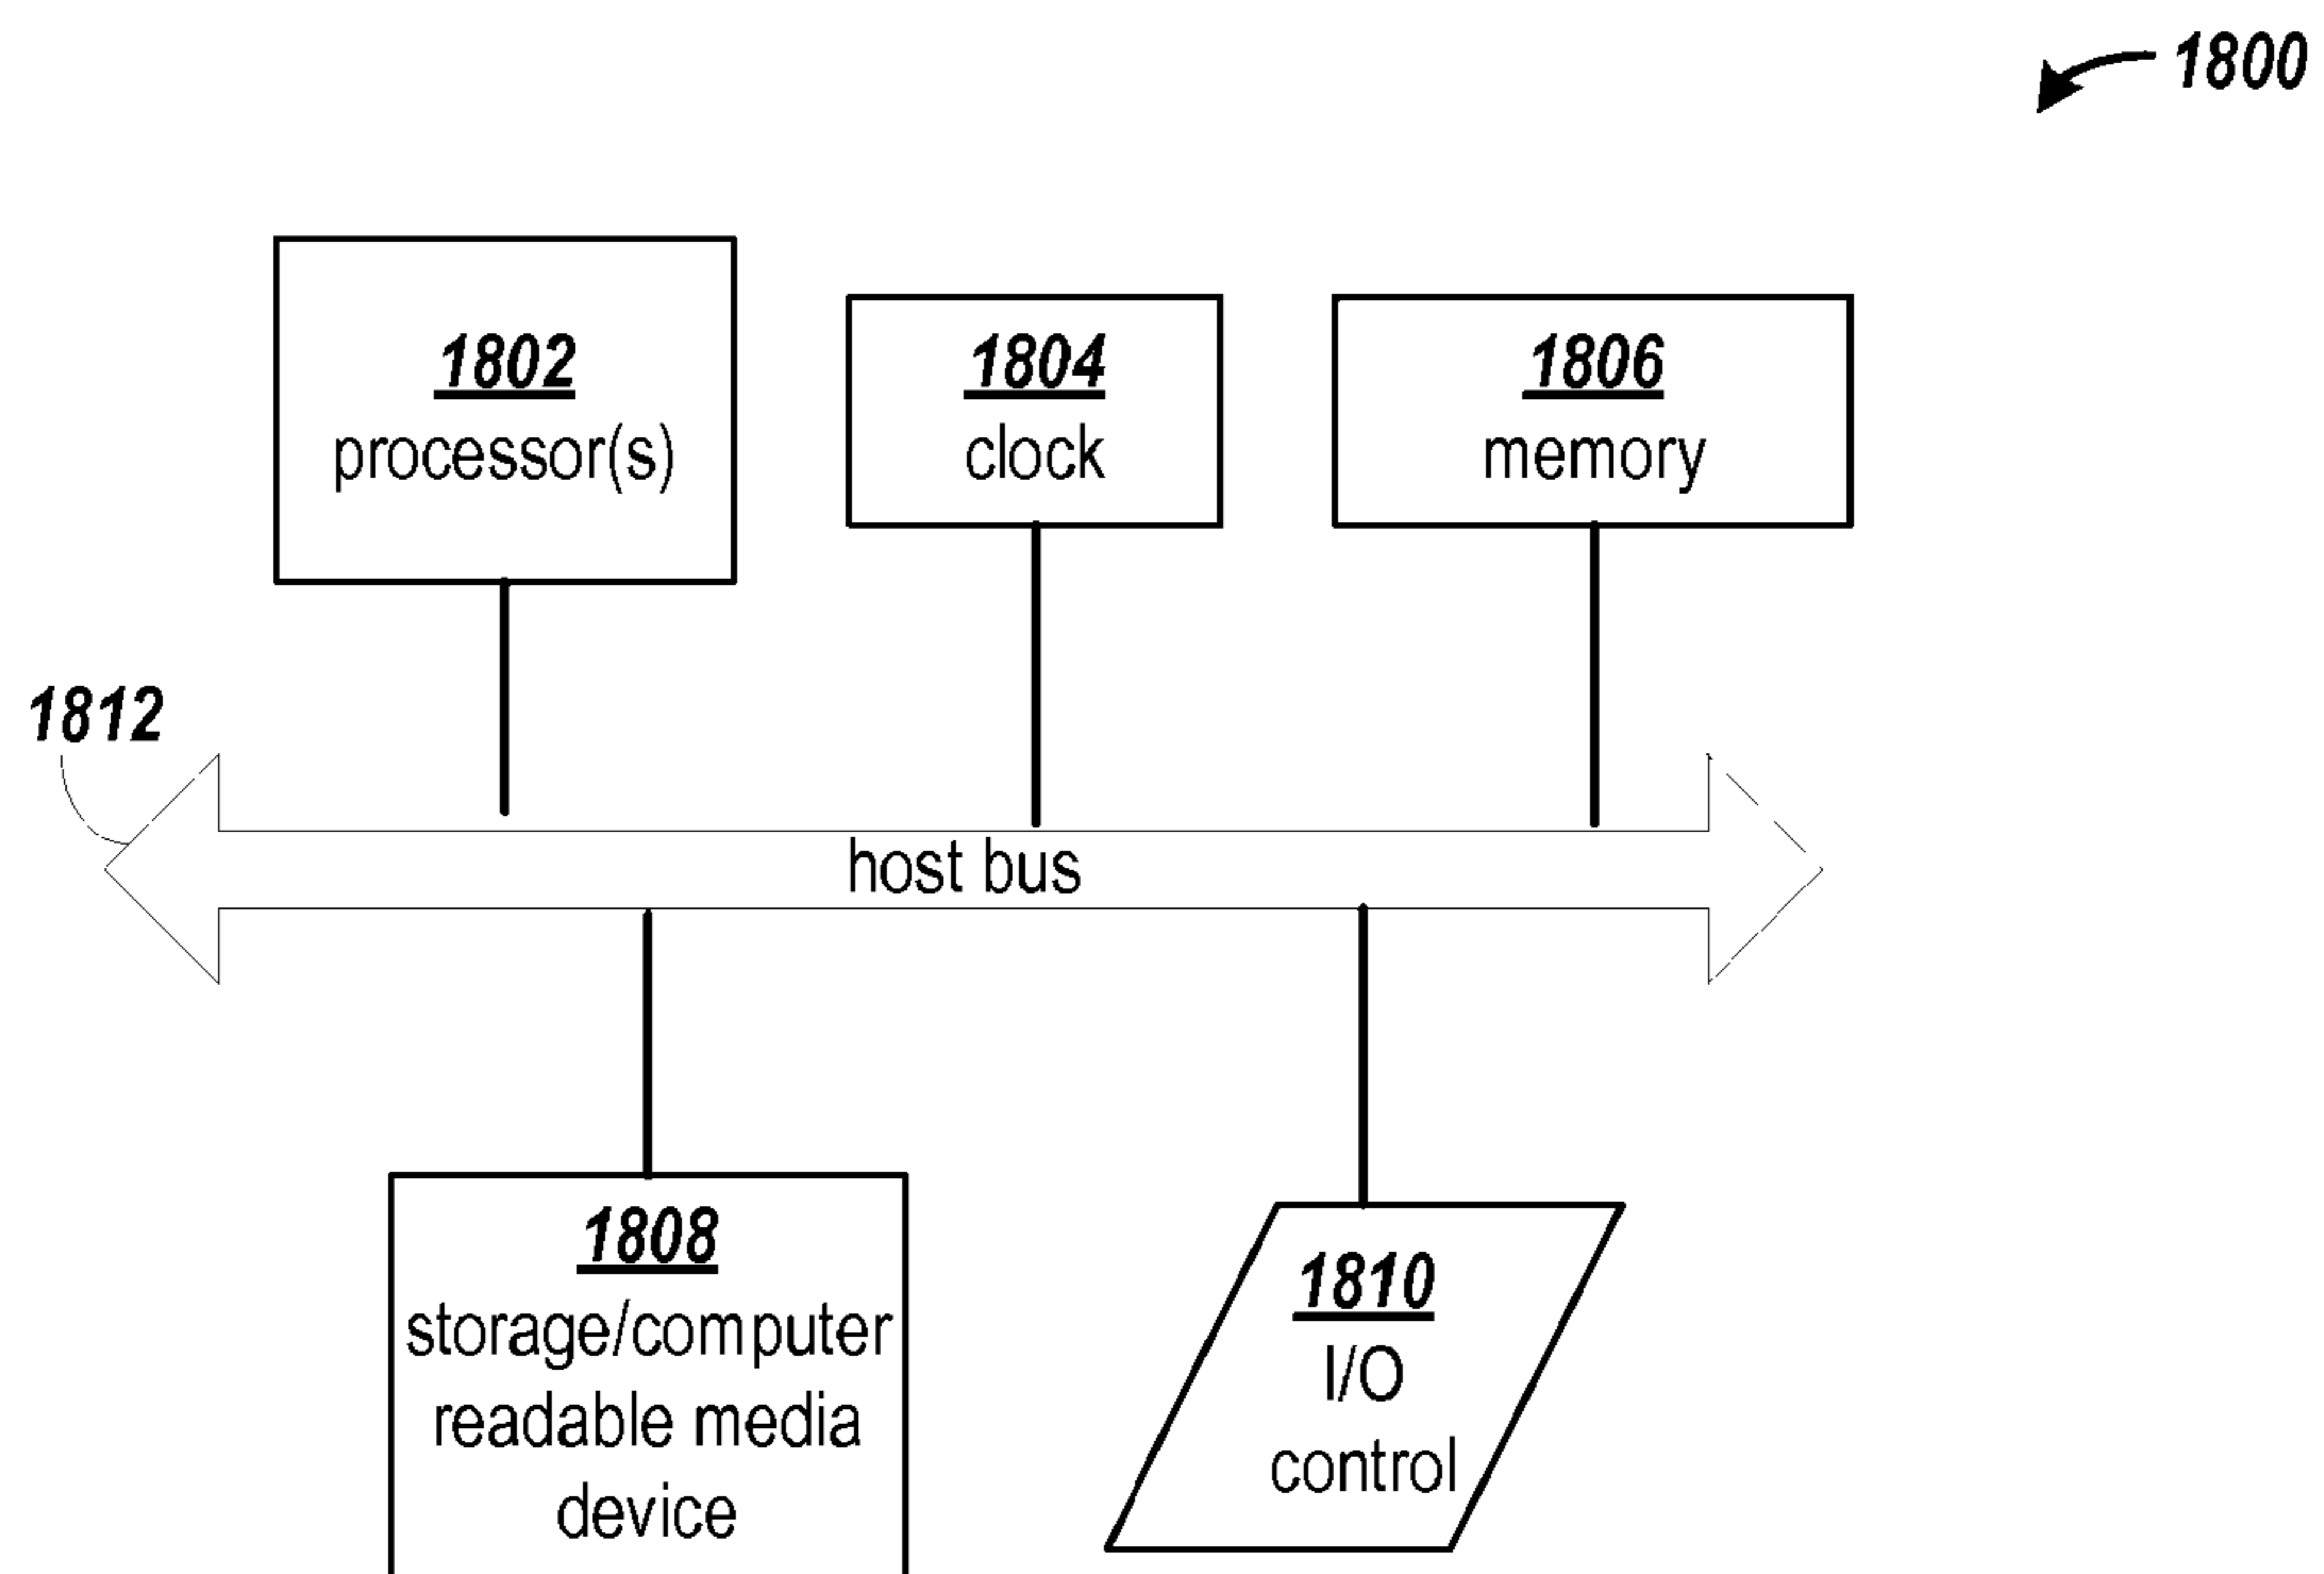 1800
1802
processor(s)
1804
clock
1806
memory
1812
host bus
1808
storage/computer
readable media
device
1810
I/O
control